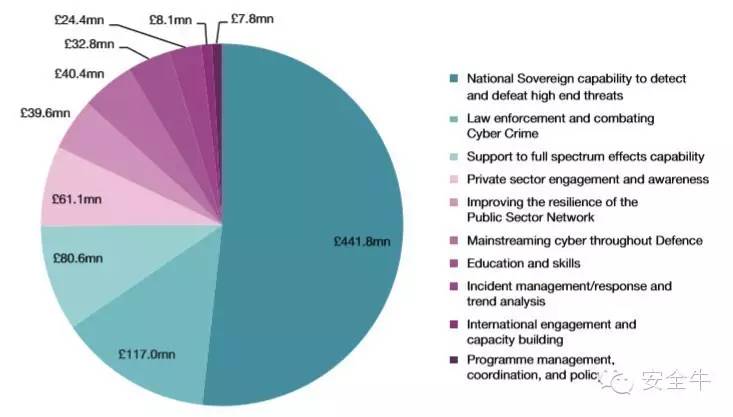 £24.4mn
£8.1mn
£7.8mn
£32.8mn
£40.4mn
£39.6mn
£61.1mn
£80.6mn
£117.0mn
£441.8mn
National Sovereign capability to detect
and defeat high end threats
Law enforcement and combating
Cyber Crime
Support to full spectrum effects capability
Private sector engagement and awareness
Improving the resilience of the
Public Sector Network
Mainstreaming cyber throughout Defence
Education and skills
Incident management/response and
trend analysis
International engagement and
capacity building
Programme management,
coordination, and policy
安全牛